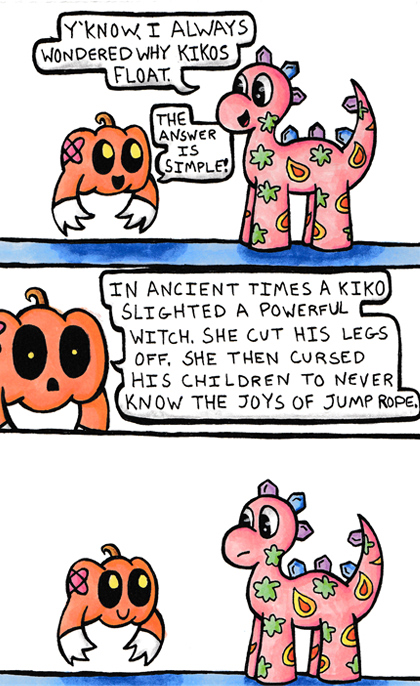 Y'KNOW, I ALWAYS
WONDERED WHY KIKOS
FLOAT.
THE
ANSWER
IS
SIMPLE!
IN ANCIENT TIMES A KIKO
SLIGHTED A POWERFUL
WITCH. SHE CUT HIS LEGS
OFF. SHE THEN CURSED
HIS CHILDREN TO NEVER
KNOW THE JOYS OF JUMP ROPE.